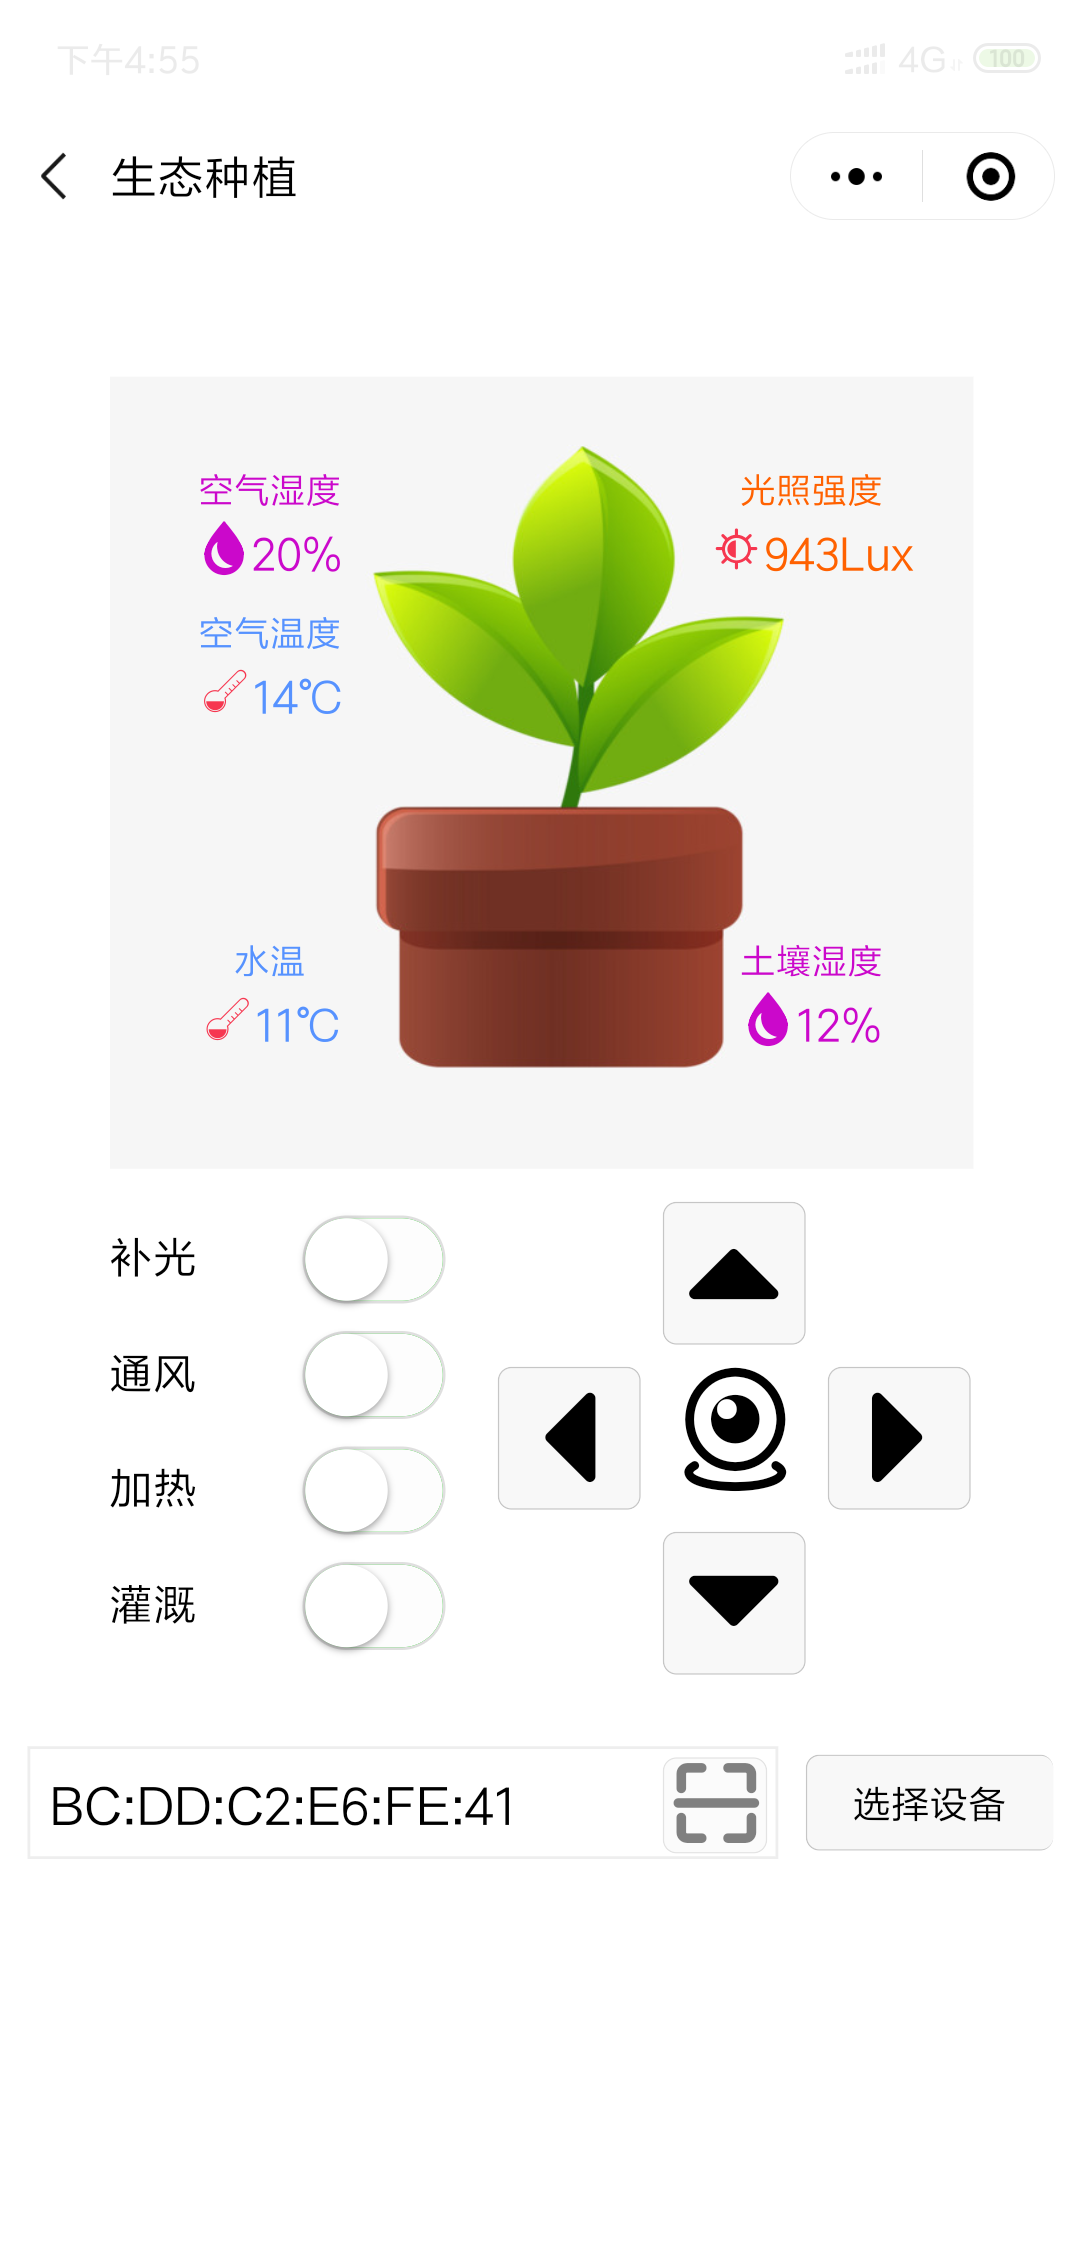 下午4:55 4G 100
生态种植
空气湿度 光照强度
20% 943Lux
空气温度
14℃
水温 土壤湿度
11℃ 12%
补光
通风
加热
灌溉
BC:DD:C2:E6:FE:41 选择设备